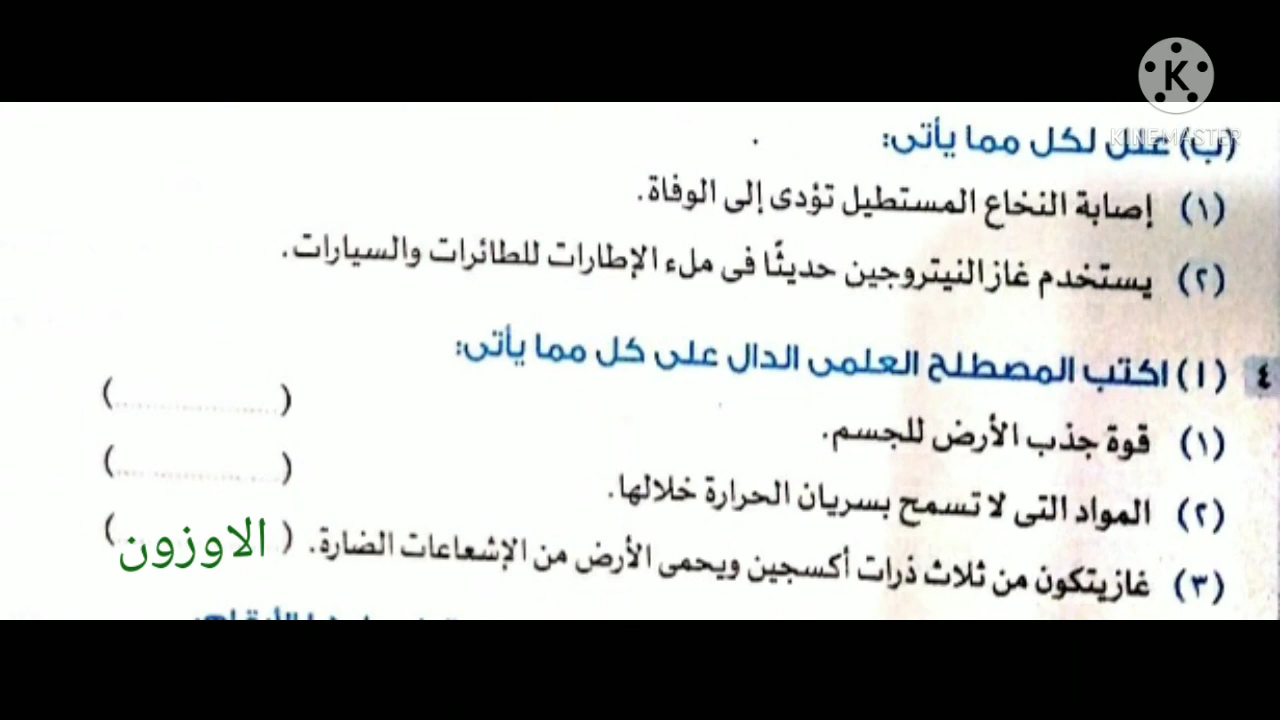 K
KINEMASTER
(ب) علل لكل مما يأتى:
(١) إصابة النخاع المستطيل تؤدى إلى الوفاة.
(٢) يستخدم غاز النيتروجين حديثًا فى ملء الإطارات للطائرات والسيارات.
٤ (أ) اكتب المصطلح العلمى الدال على كل مما يأتى:
(١) قوة جذب الأرض للجسم. (..............)
(٢) المواد التى لا تسمح بسريان الحرارة خلالها. (..............)
(٣) غاز يتكون من ثلاث ذرات أكسجين ويحمى الأرض من الإشعاعات الضارة. (الاوزون)